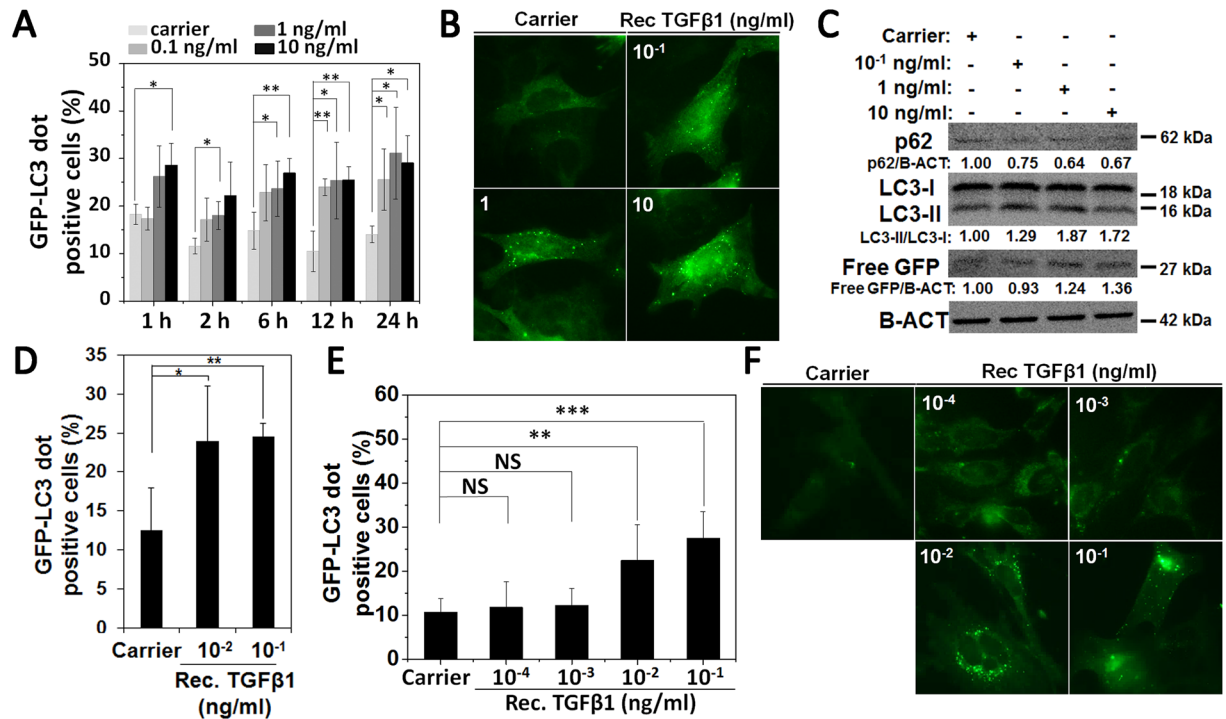 A
carrier 1 ng/ml
0.1 ng/ml 10 ng/ml
GFP-LC3 dot
positive cells (%)
50
40
30
20
10
0
* * ** * ** * ** * * *
1 h 2 h 6 h 12 h 24 h
B
Carrier Rec TGFβ1 (ng/ml)
10-1
1 10
C
Carrier: + - - -
10-1 ng/ml: - + - -
1 ng/ml: - - + -
10 ng/ml: - - - +
p62 62 kDa
p62/B-ACT: 1.00 0.75 0.64 0.67
LC3-I 18 kDa
LC3-II 16 kDa
LC3-II/LC3-I: 1.00 1.29 1.87 1.72
Free GFP 27 kDa
Free GFP/B-ACT: 1.00 0.93 1.24 1.36
B-ACT 42 kDa
D
GFP-LC3 dot
positive cells (%)
35
30
25
20
15
10
5
0
**
*
Carrier 10-2 10-1
Rec. TGFβ1
(ng/ml)
E
GFP-LC3 dot
positive cells (%)
60
50
40
30
20
10
0
***
**
NS
NS
Carrier 10-4 10-3 10-2 10-1
Rec. TGFβ1 (ng/ml)
F
Carrier Rec TGFβ1 (ng/ml)
10-4 10-3
10-2 10-1